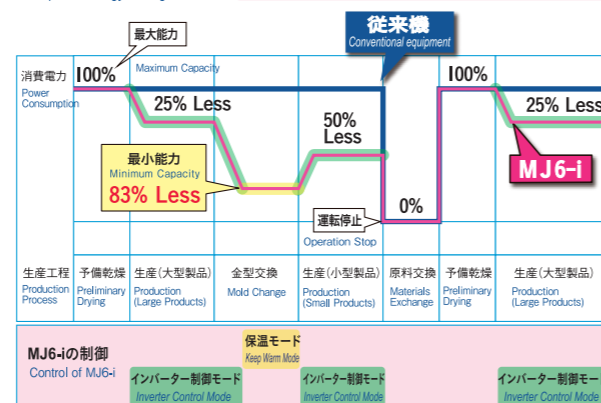 最大能力
従来機
Conventional equipment
消費電力
Power
Consumption
100%
Maximum Capacity
100%
25% Less
50%
Less
25% Less
最小能力
Minimum Capacity
83% Less
MJ6-i
0%
運転停止
Operation Stop
生産工程
Production
Process
予備乾燥
Preliminary
Drying
生産(大型製品)
Production
(Large Products)
金型交換
Mold Change
生産(小型製品)
Production
(Small Products)
原料交換
Materials
Exchange
予備乾燥
Preliminary
Drying
生産(大型製品)
Production
(Large Products)
MJ6-iの制御
Control of MJ6-i
保温モード
Keep Warm Mode
インバーター制御モード
Inverter Control Mode
インバーター制御モード
Inverter Control Mode
インバーター制御モー
Inverter Control Mode